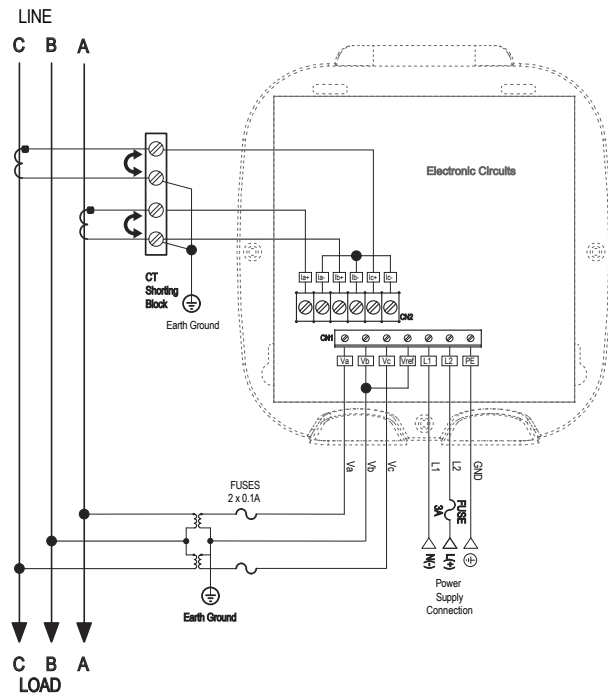 LINE
C B A
Electronic Circuits
CT
Shorting
Block
Earth Ground
Ia+ Ia- Ib+ Ib- Ic+ Ic-
CN2
CN1
Va Vb Vc Vref L1 L2 PE
Va Vb Vc L1 L2 GND
FUSES
2 x 0.1A
FUSE
3A
N(-) L(+)
Power
Supply
Connection
Earth Ground
C B A
LOAD